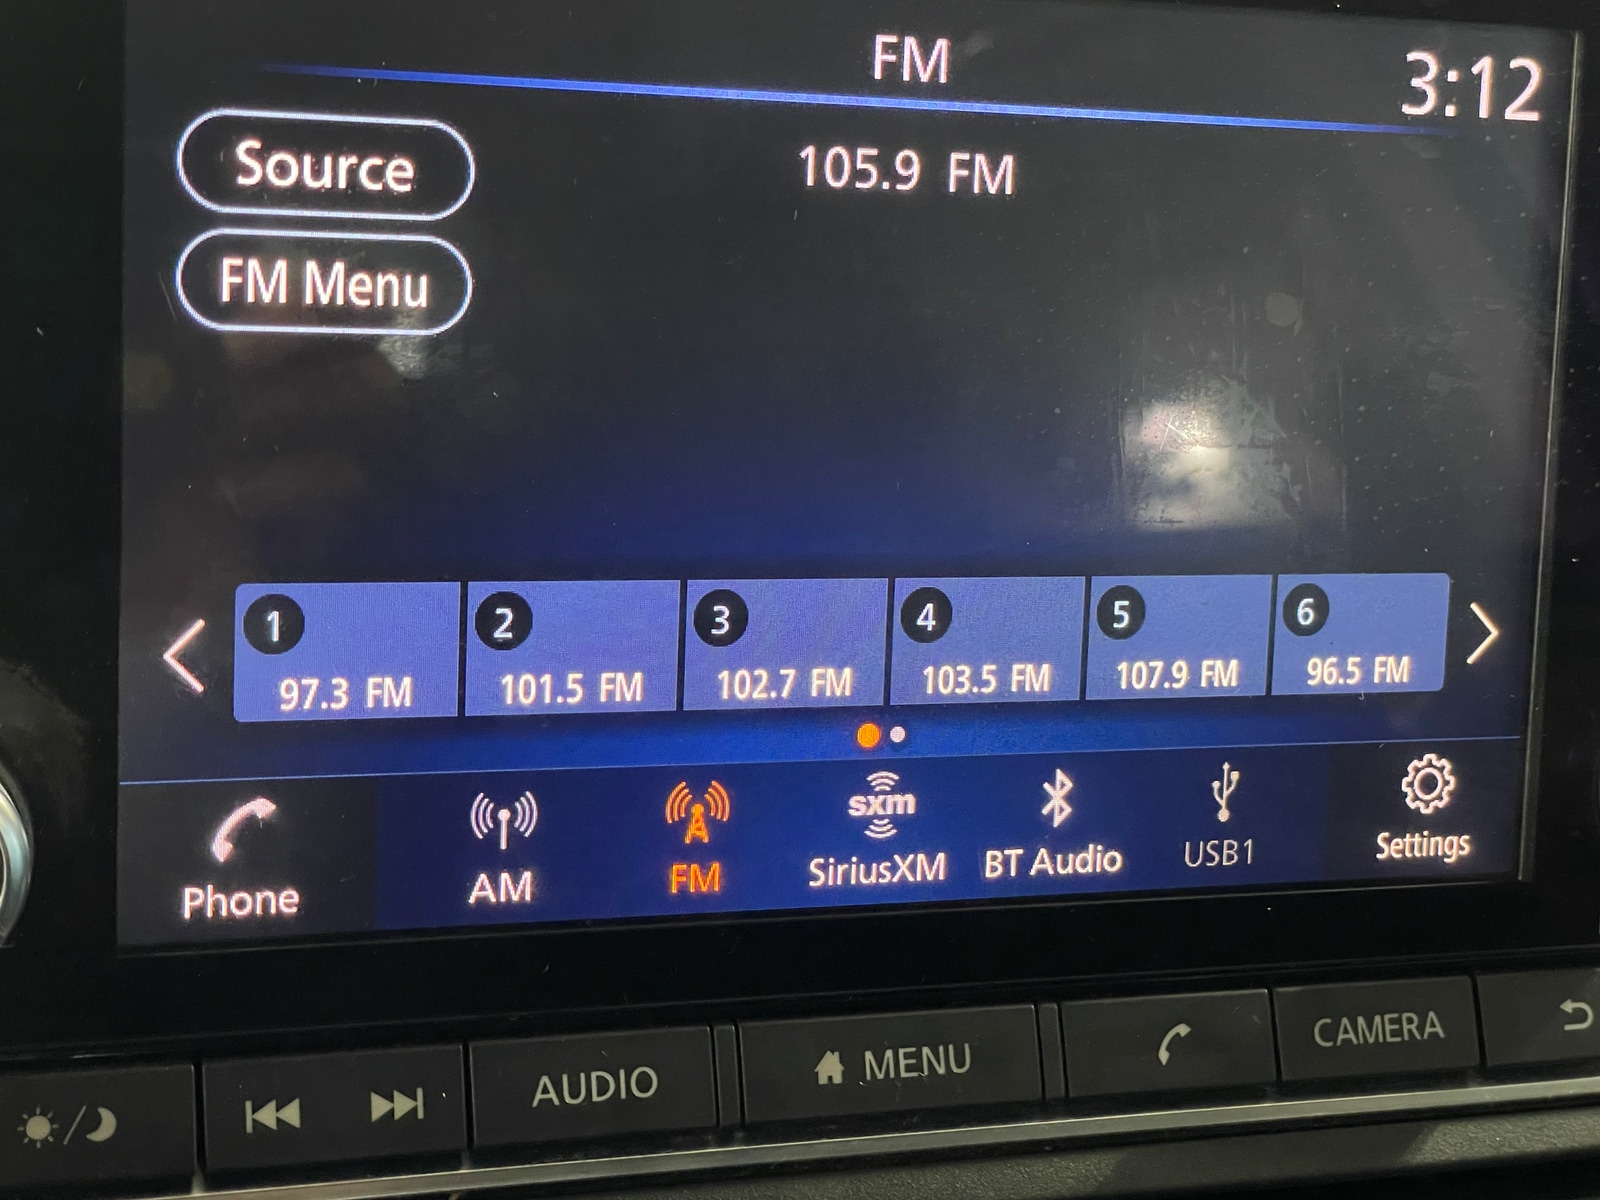 FM
3:12
Source
105.9 FM
FM Menu
1
2
3
4
5
6
97.3 FM
101.5 FM
102.7 FM
103.5 FM
107.9 FM
96.5 FM
sxm
Phone
AM
FM
SiriusXM
BT Audio
USB1
Settings
AUDIO
MENU
CAMERA